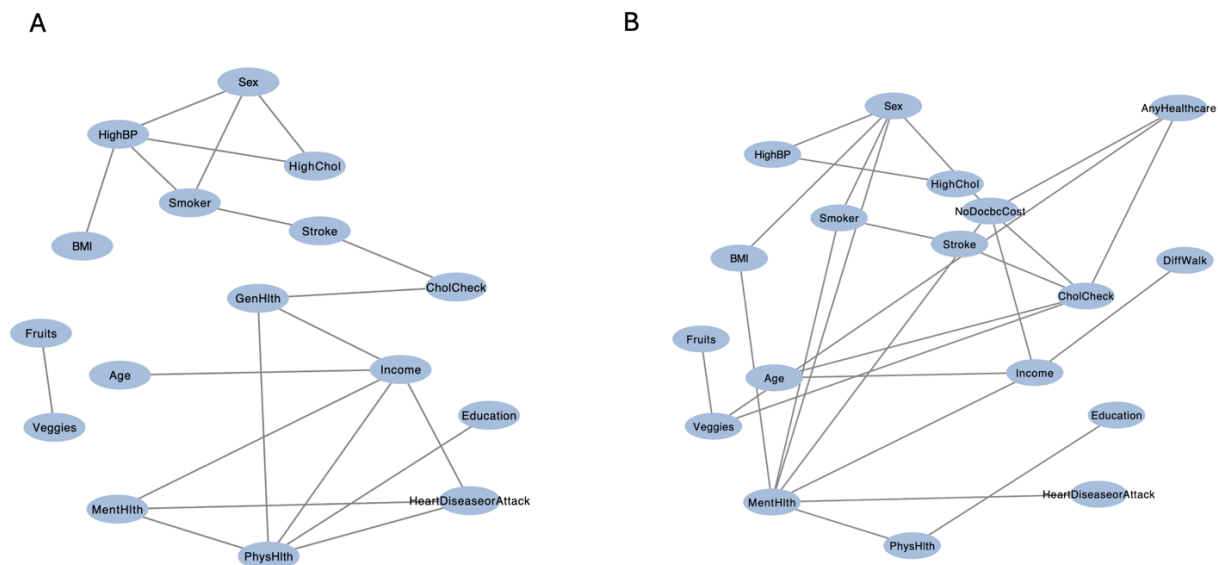 A
Sex
HighBP
HighChol
Smoker
Stroke
BMI
CholCheck
GenHlth
Fruits
Age
Income
Education
Veggies
MentHlth
HeartDiseaseorAttack
PhysHlth
B
Sex
AnyHealthcare
HighBP
HighChol
NoDocbcCost
Smoker
Stroke
BMI
DiffWalk
CholCheck
Fruits
Age
Income
Education
Veggies
MentHlth
HeartDiseaseorAttack
PhysHlth